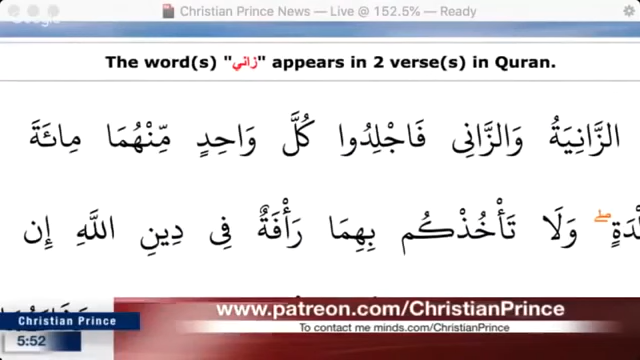 Christian Prince News — Live @ 152.5% — Ready
The word(s) "زاني" appears in 2 verse(s) in Quran.
الزَّانِيَةُ وَالزَّانِى فَاجْلِدُوا كُلَّ وَاحِدٍ مِّنْهُمَا مِائَةَ
وَلَا تَأْخُذْكُم بِهِمَا رَأْفَةٌ فِى دِينِ اللَّهِ إِن
www.patreon.com/ChristianPrince
Christian Prince
To contact me minds.com/ChristianPrince
5:52